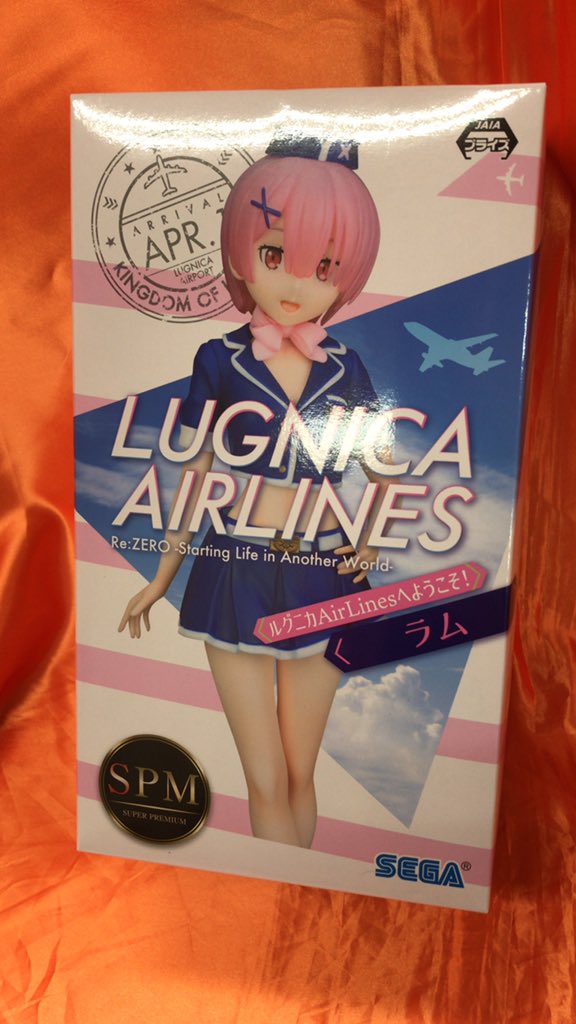 JAIA
プライズ
ARRIVAL
APR. 1
LUGNICA
AIRPORT
KINGDOM OF
LUGNICA
AIRLINES
Re:ZERO -Starting Life in Another World-
ルグニカAirLinesへようこそ!
ラム
SPM
SUPER PREMIUM
SEGA®